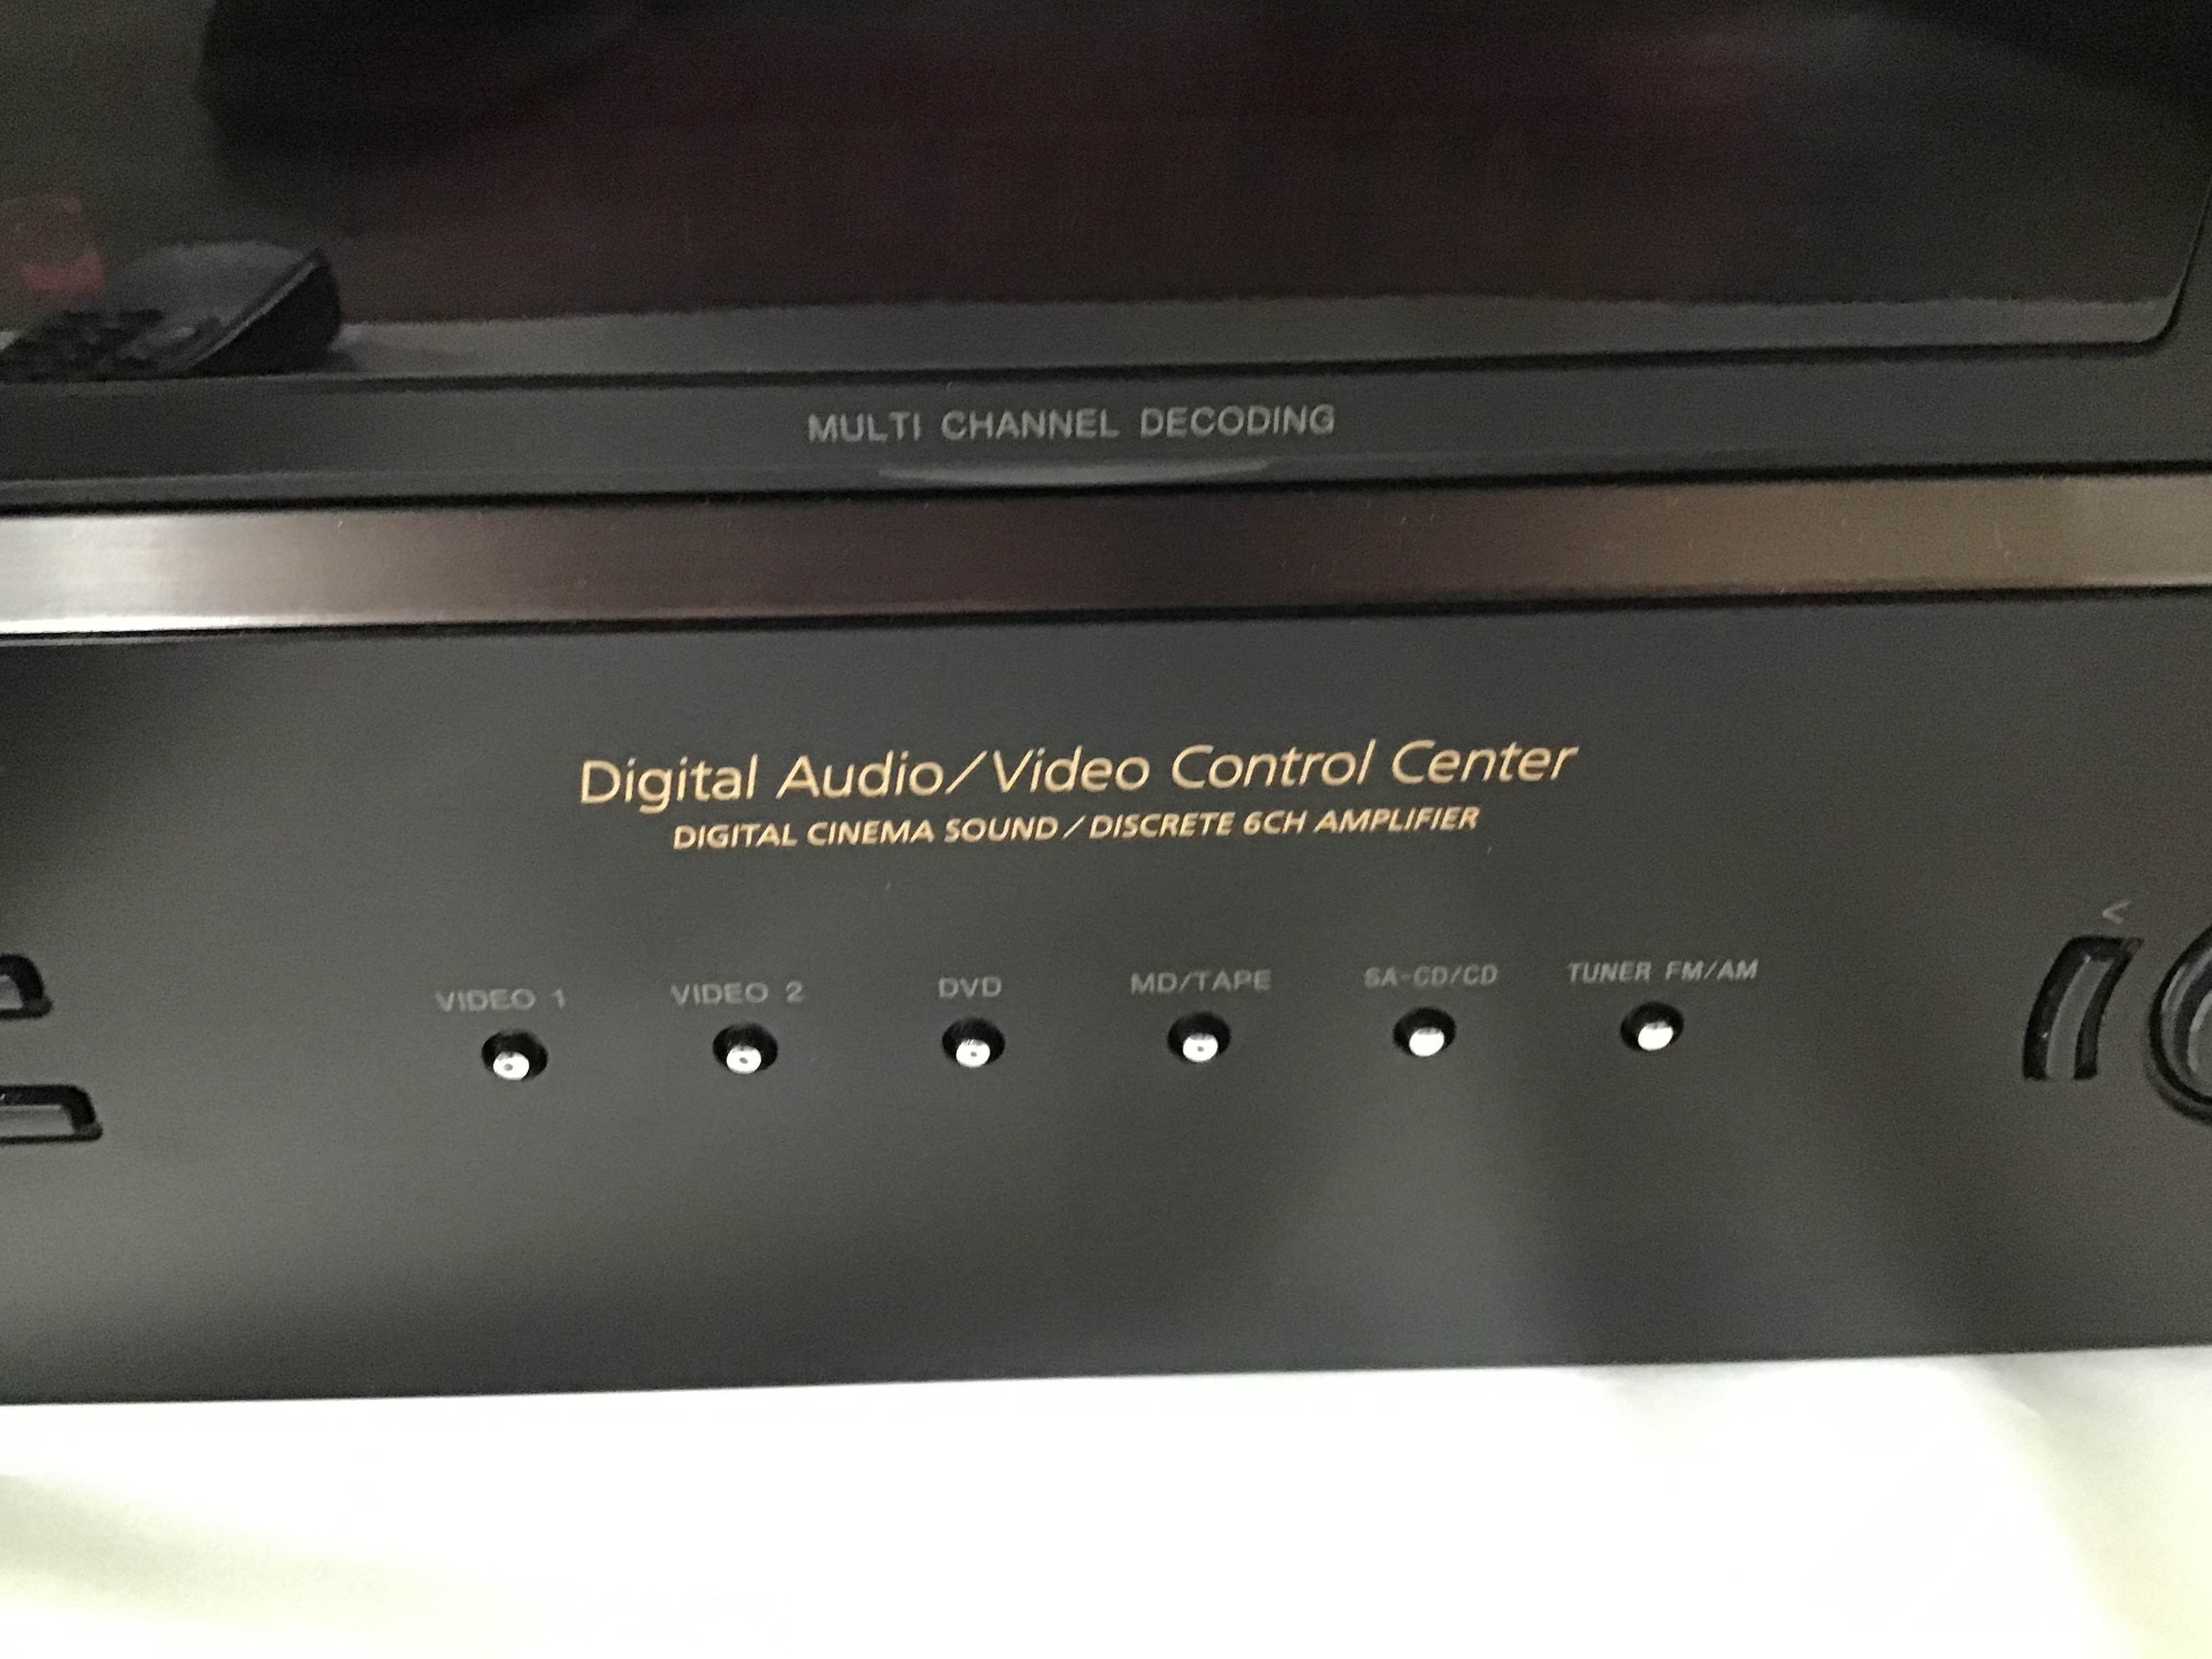 MULTI CHANNEL DECODING
Digital Audio/Video Control Center
DIGITAL CINEMA SOUND / DISCRETE 6CH AMPLIFIER
VIDEO 1 VIDEO 2 DVD MD/TAPE SA-CD/CD TUNER FM/AM
<